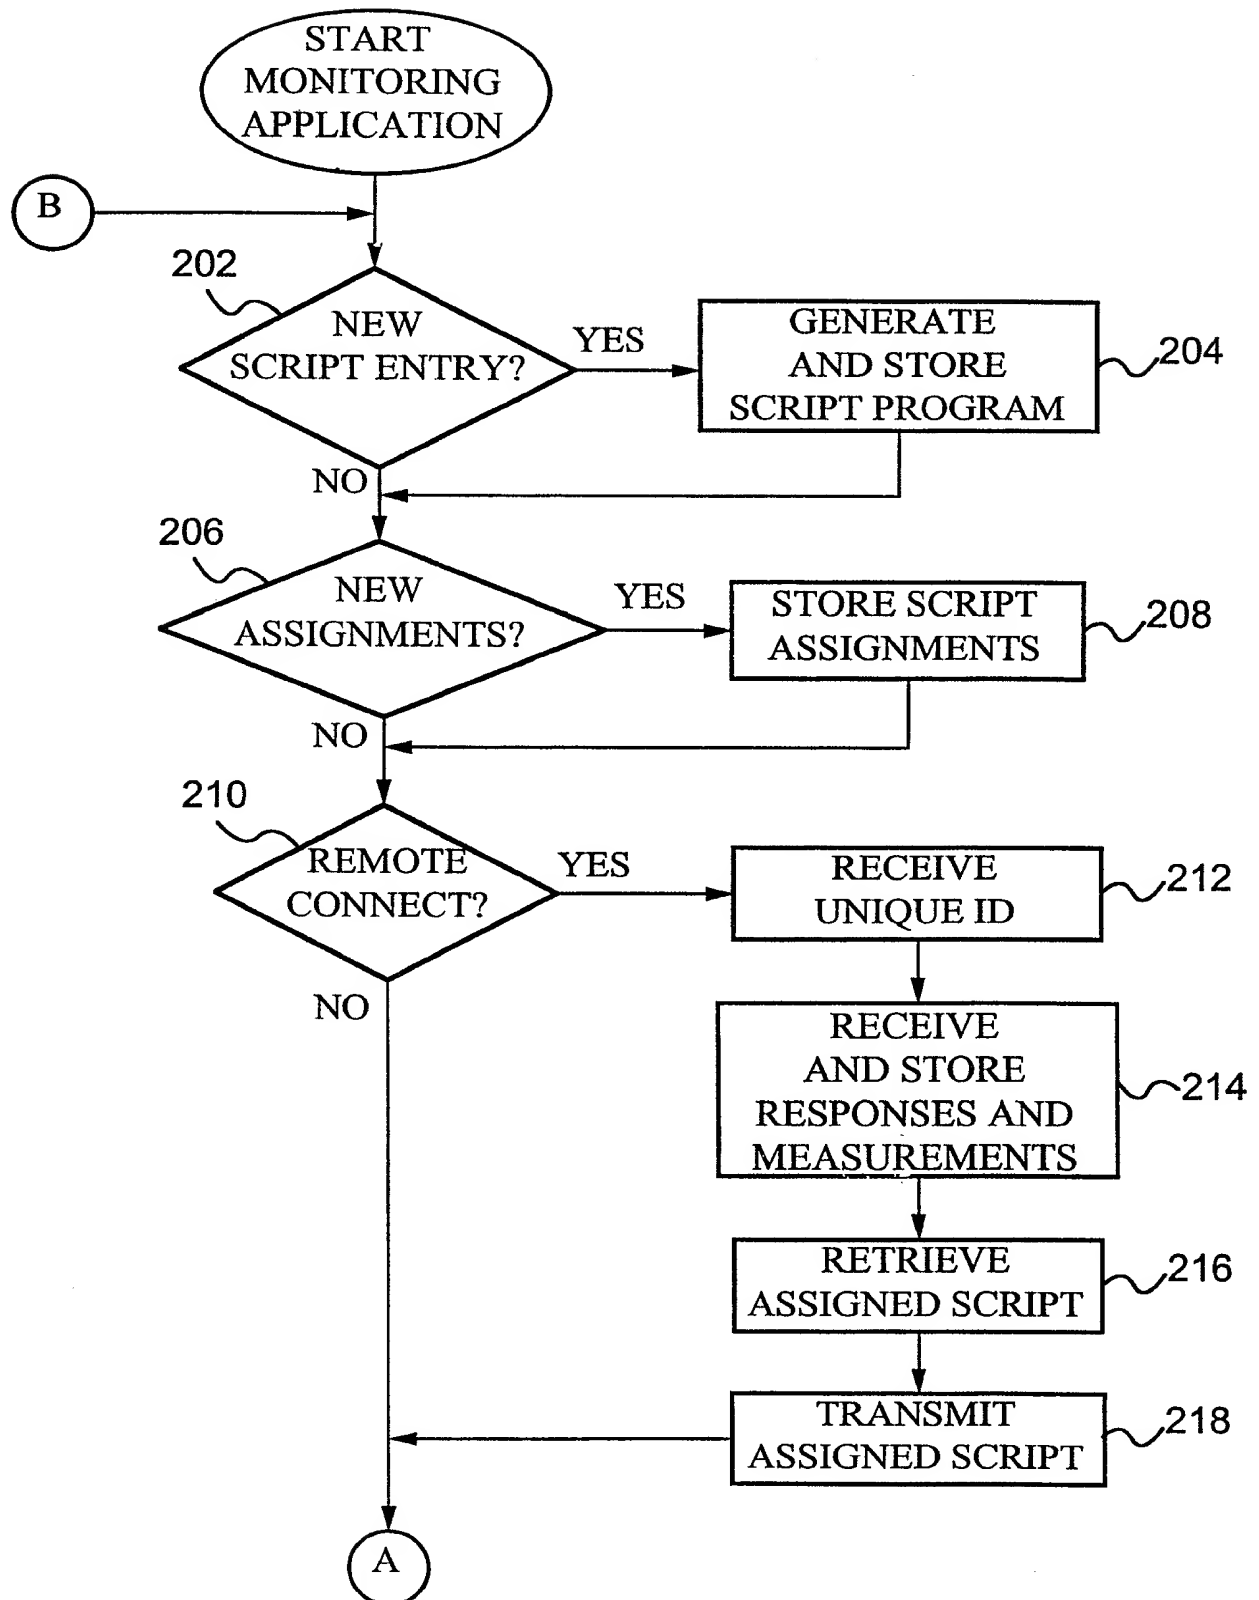 START
MONITORING
APPLICATION
B
202
NEW
SCRIPT ENTRY?
YES
GENERATE
AND STORE
SCRIPT PROGRAM
204
NO
206
NEW
ASSIGNMENTS?
YES
STORE SCRIPT
ASSIGNMENTS
208
NO
210
REMOTE
CONNECT?
YES
RECEIVE
UNIQUE ID
212
NO
RECEIVE
AND STORE
RESPONSES AND
MEASUREMENTS
214
RETRIEVE
ASSIGNED SCRIPT
216
TRANSMIT
ASSIGNED SCRIPT
218
A